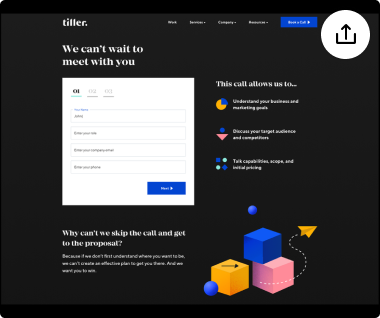 tiller.
Work Services Company Resources Book a Call
We can't wait to
meet with you
01 02 03
Your Name
Enter your title
Enter your company email
Enter your phone
Next
This call allows us to...
Understand your business and
marketing goals
Discuss your target audience
and competitors
Talk capabilities, scope, and
initial pricing
Why can't we skip the call and get
to the proposal?
Because if we don't first understand where you want to be,
we can't create an effective plan to get you there. And we
want you to win.